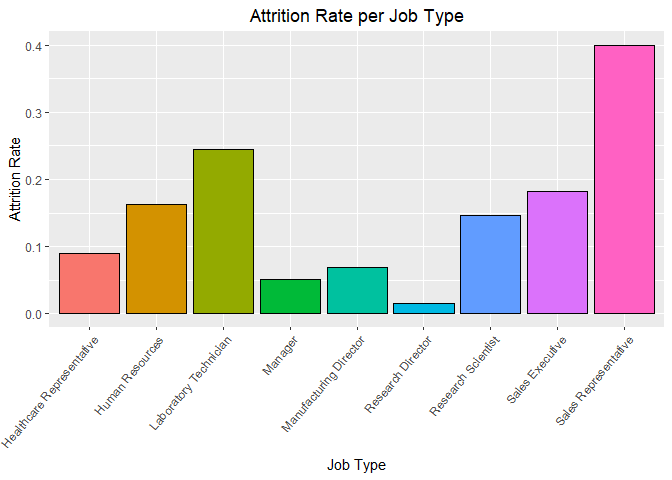 Attrition Rate per Job Type
Attrition Rate
0.4
0.3
0.2
0.1
0.0
Healthcare Representative
Human Resources
Laboratory Technician
Manager
Manufacturing Director
Research Director
Research Scientist
Sales Executive
Sales Representative
Job Type